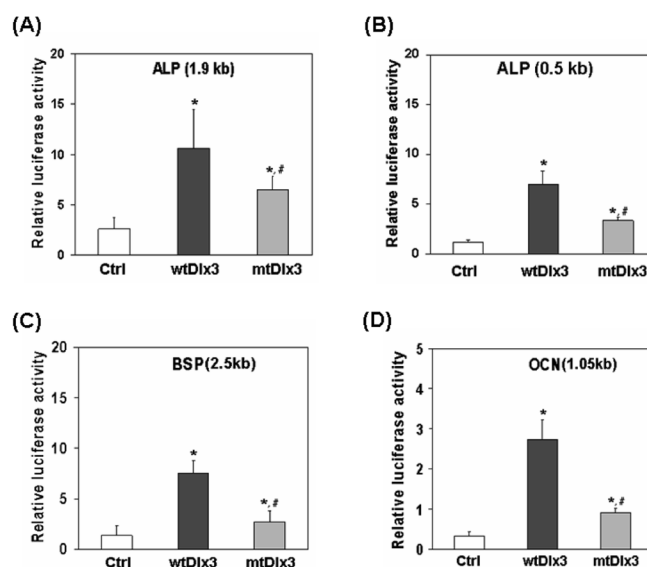 (A)
ALP (1.9 kb)
Relative luciferase activity
20
15
10
5
0
*
*,#
Ctrl wtDlx3 mtDlx3
(B)
ALP (0.5 kb)
Relative luciferase activity
20
15
10
5
0
*
*,#
Ctrl wtDlx3 mtDlx3
(C)
BSP(2.5kb)
Relative luciferase activity
20
15
10
5
0
*
*,#
Ctrl wtDlx3 mtDlx3
(D)
OCN(1.05kb)
Relative luciferase activity
5
4
3
2
1
0
*
*,#
Ctrl wtDlx3 mtDlx3